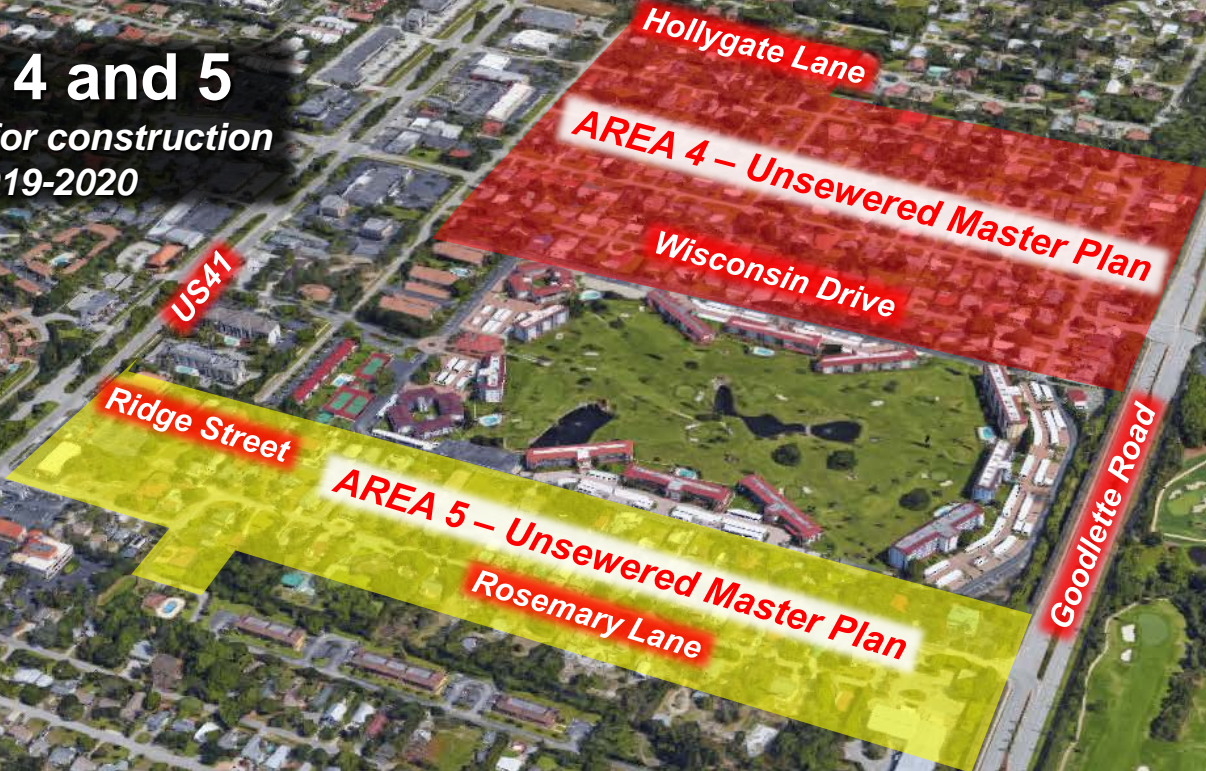 4 and 5
for construction
19-2020
Hollygate Lane
AREA 4 – Unsewered Master Plan
Wisconsin Drive
US41
Ridge Street
AREA 5 – Unsewered Master Plan
Rosemary Lane
Goodlette Road